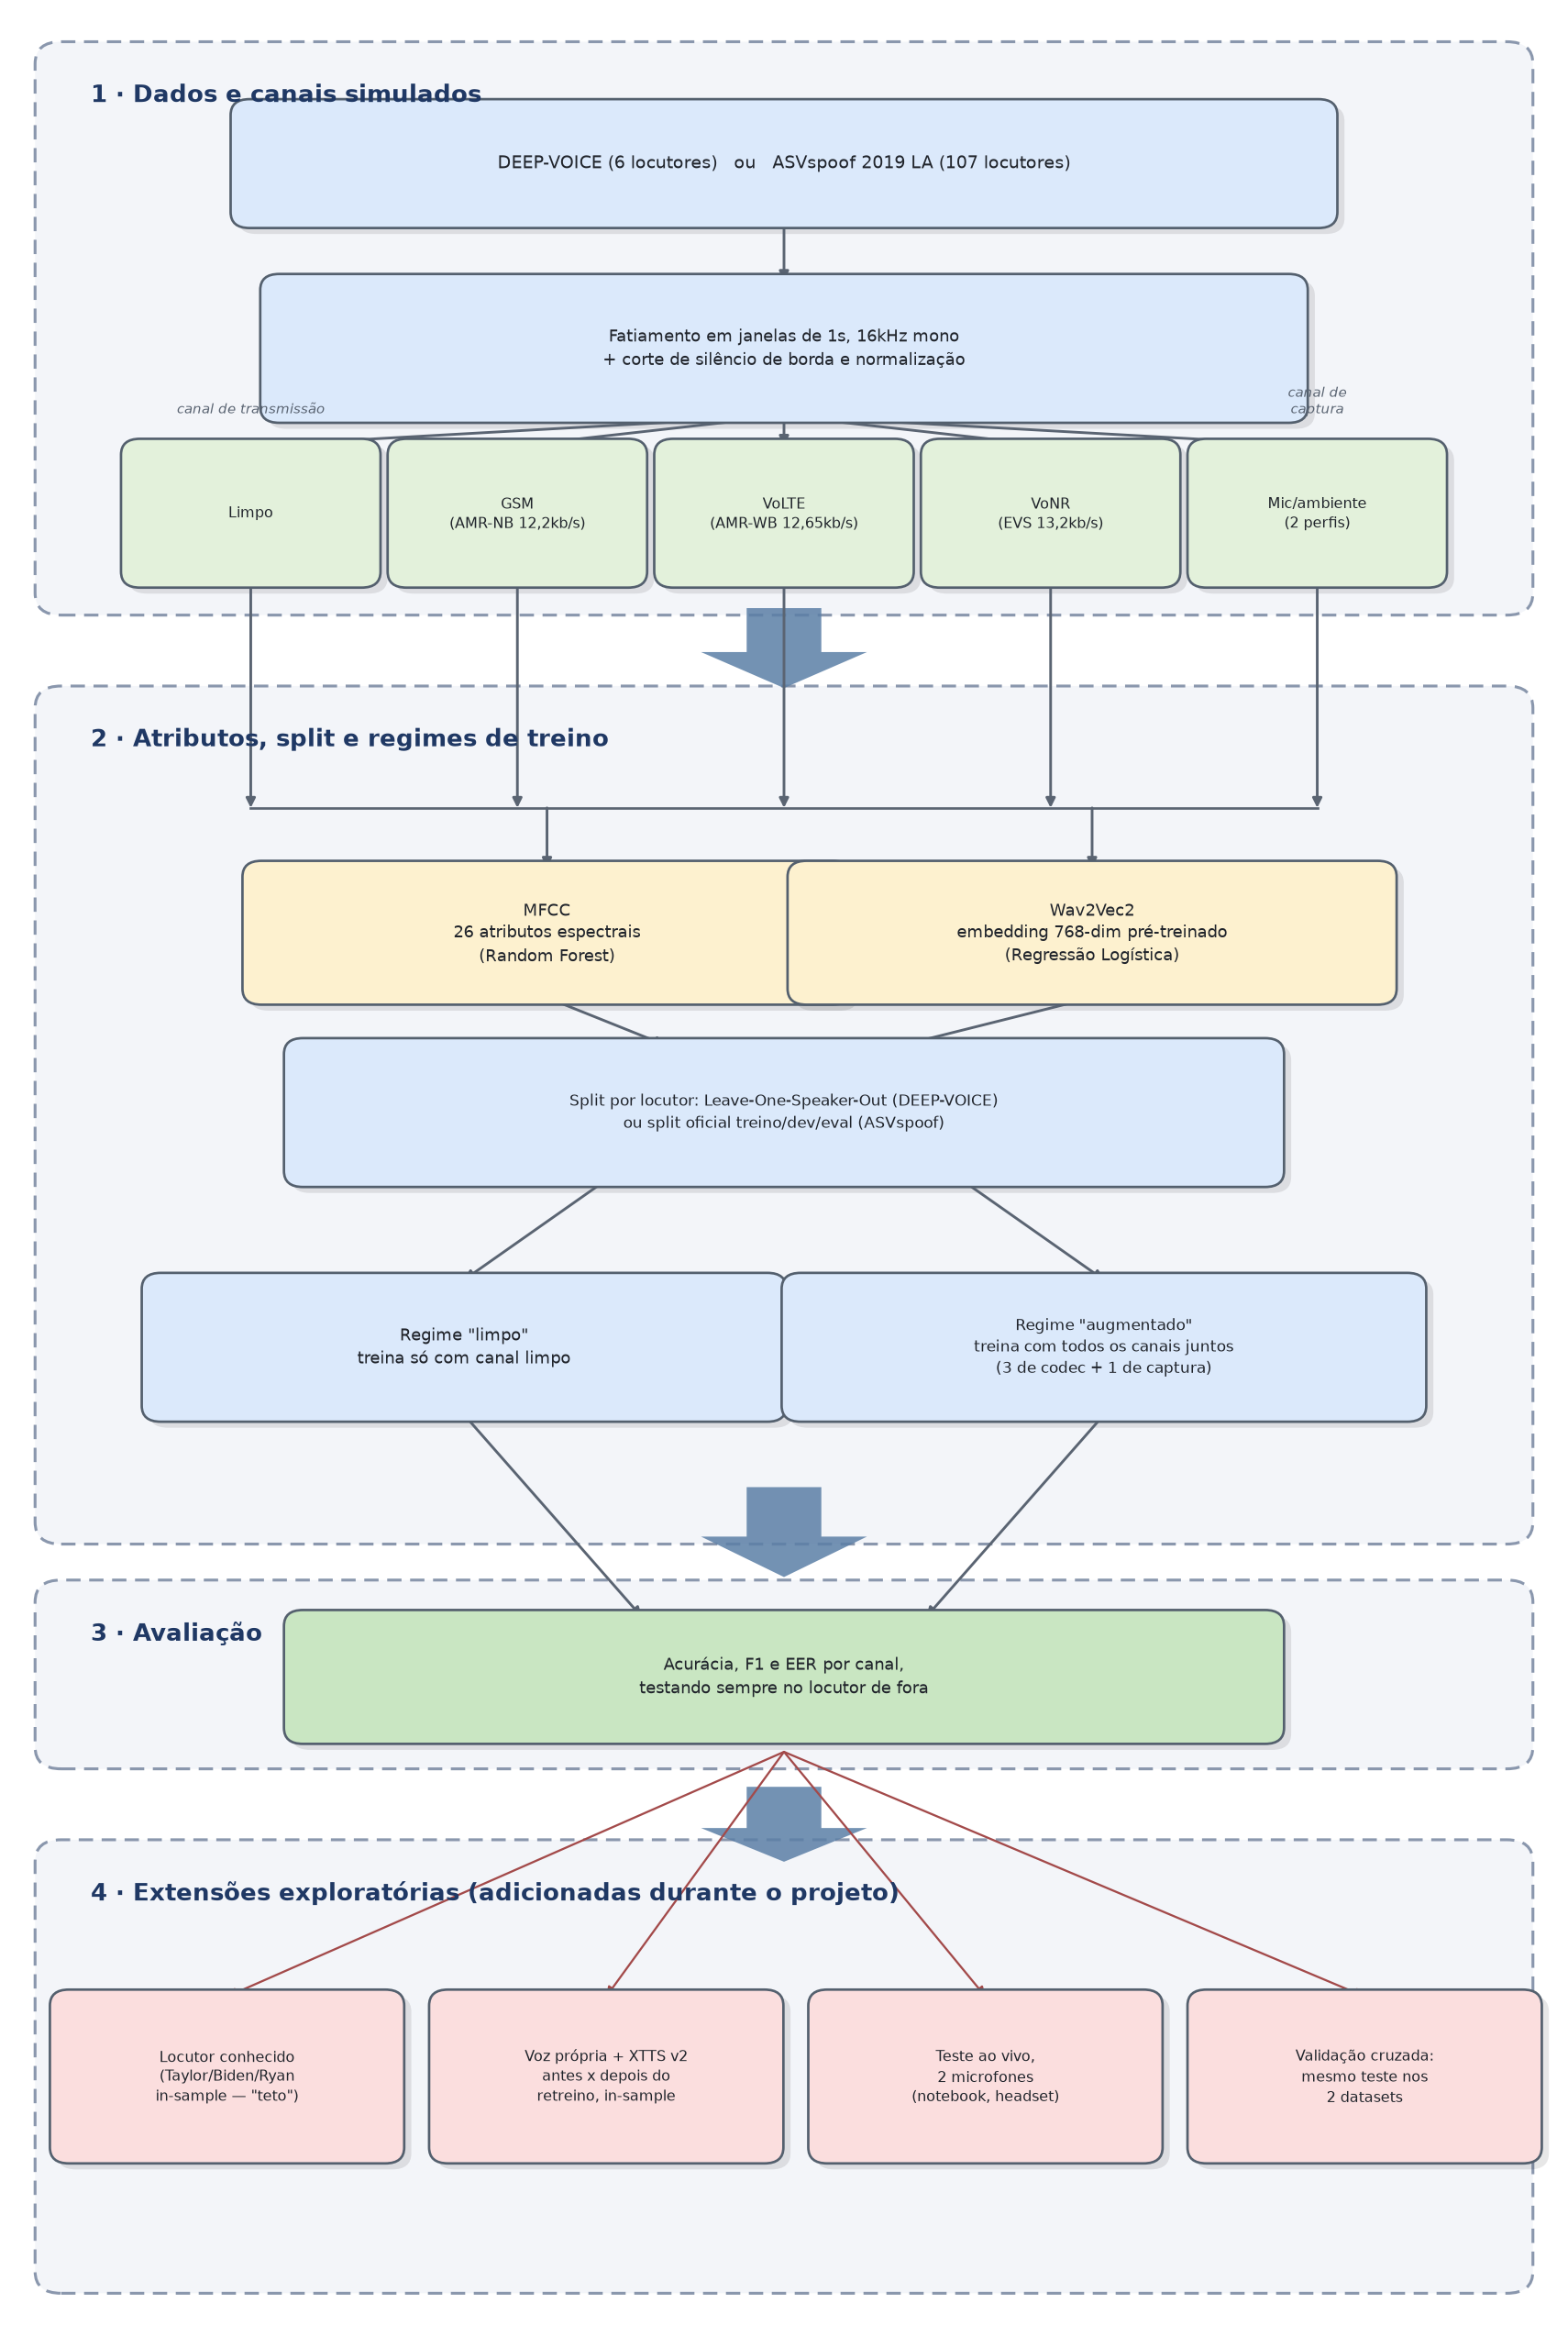 1 · Dados e canais simulados
DEEP-VOICE (6 locutores)   ou   ASVspoof 2019 LA (107 locutores)
Fatiamento em janelas de 1s, 16kHz mono
+ corte de silêncio de borda e normalização
canal de transmissão
canal de
captura
Limpo
GSM
(AMR-NB 12,2kb/s)
VoLTE
(AMR-WB 12,65kb/s)
VoNR
(EVS 13,2kb/s)
Mic/ambiente
(2 perfis)
2 · Atributos, split e regimes de treino
MFCC
26 atributos espectrais
(Random Forest)
Wav2Vec2
embedding 768-dim pré-treinado
(Regressão Logística)
Split por locutor: Leave-One-Speaker-Out (DEEP-VOICE)
ou split oficial treino/dev/eval (ASVspoof)
Regime "limpo"
treina só com canal limpo
Regime "augmentado"
treina com todos os canais juntos
(3 de codec + 1 de captura)
3 · Avaliação
Acurácia, F1 e EER por canal,
testando sempre no locutor de fora
4 · Extensões exploratórias (adicionadas durante o projeto)
Locutor conhecido
(Taylor/Biden/Ryan
in-sample — "teto")
Voz própria + XTTS v2
antes x depois do
retreino, in-sample
Teste ao vivo,
2 microfones
(notebook, headset)
Validação cruzada:
mesmo teste nos
2 datasets